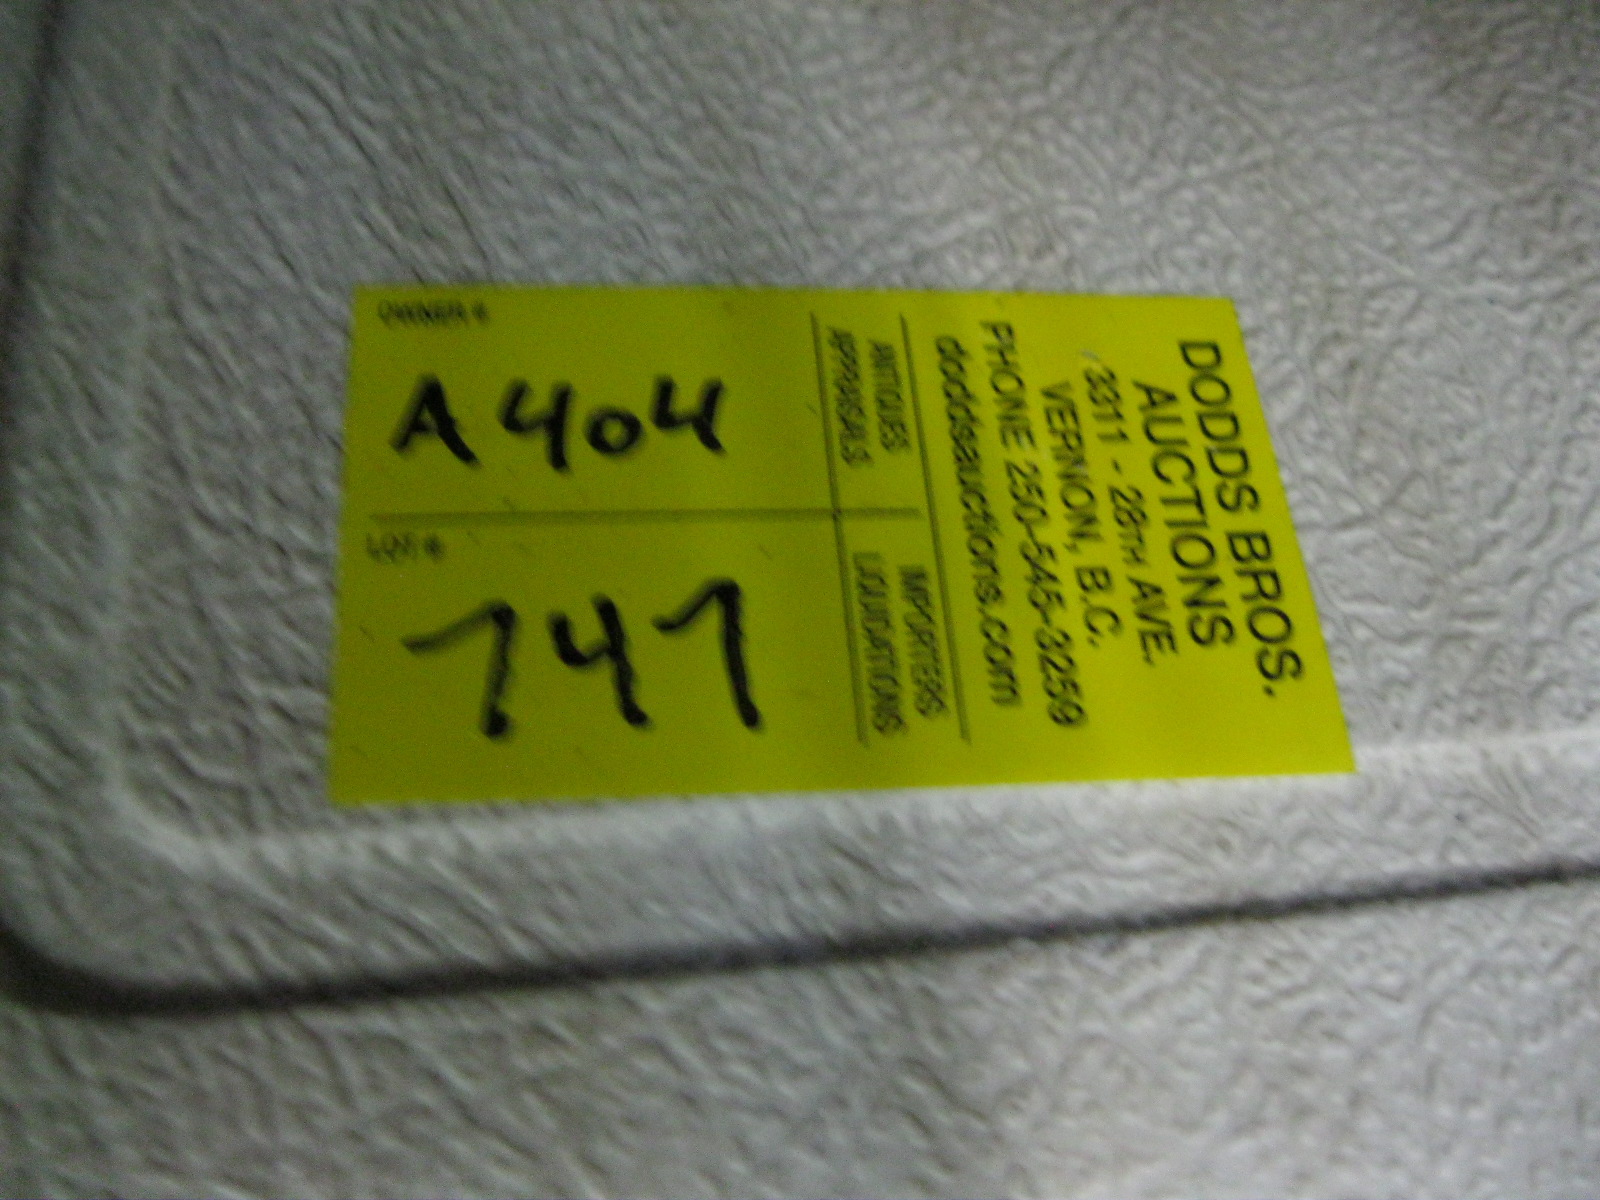 DODDS BROS.
AUCTIONS
3311 - 28TH AVE.
VERNON, B.C.
PHONE 250-545-3259
doddsauctions.com
ANTIQUES
APPRAISALS
IMPORTERS
LIQUIDATIONS
OWNER #
A404
LOT #
747